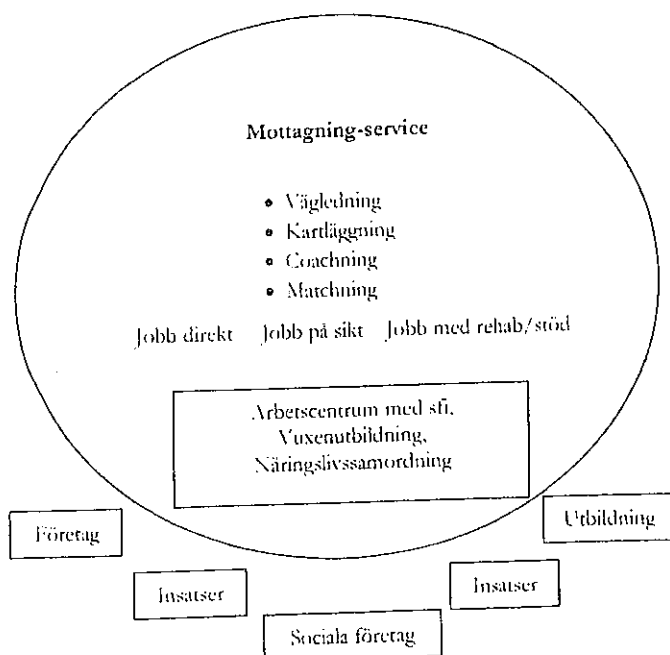 Mottagning-service
• Vägledning
• Kartläggning
• Coachning
• Matchning
Jobb direkt Jobb på sikt Jobb med rehab/stöd
Arbetscentrum med sfi,
Vuxenutbildning,
Näringslivssamordning
Företag
Utbildning
Insatser
Insatser
Sociala företag